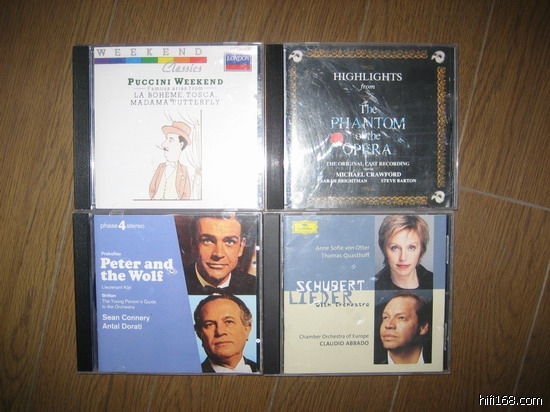 WEEKEND
Classics
LONDON
PUCCINI WEEKEND
Famous arias from
LA BOHÈME, TOSCA,
MADAMA BUTTERFLY
HIGHLIGHTS
from
The
PHANTOM
of the
OPERA
THE ORIGINAL CAST RECORDING
MICHAEL CRAWFORD
SARAH BRIGHTMAN STEVE BARTON
phase 4 stereo
Prokofiev
Peter and
the Wolf
Lieutenant Kijé
Britten
The Young Person's Guide
to the Orchestra
Sean Connery
Antal Dorati
Anne Sofie von Otter
Thomas Quasthoff
SCHUBERT
LIEDER
with Orchestra
Chamber Orchestra of Europe
CLAUDIO ABBADO
hifi168.com